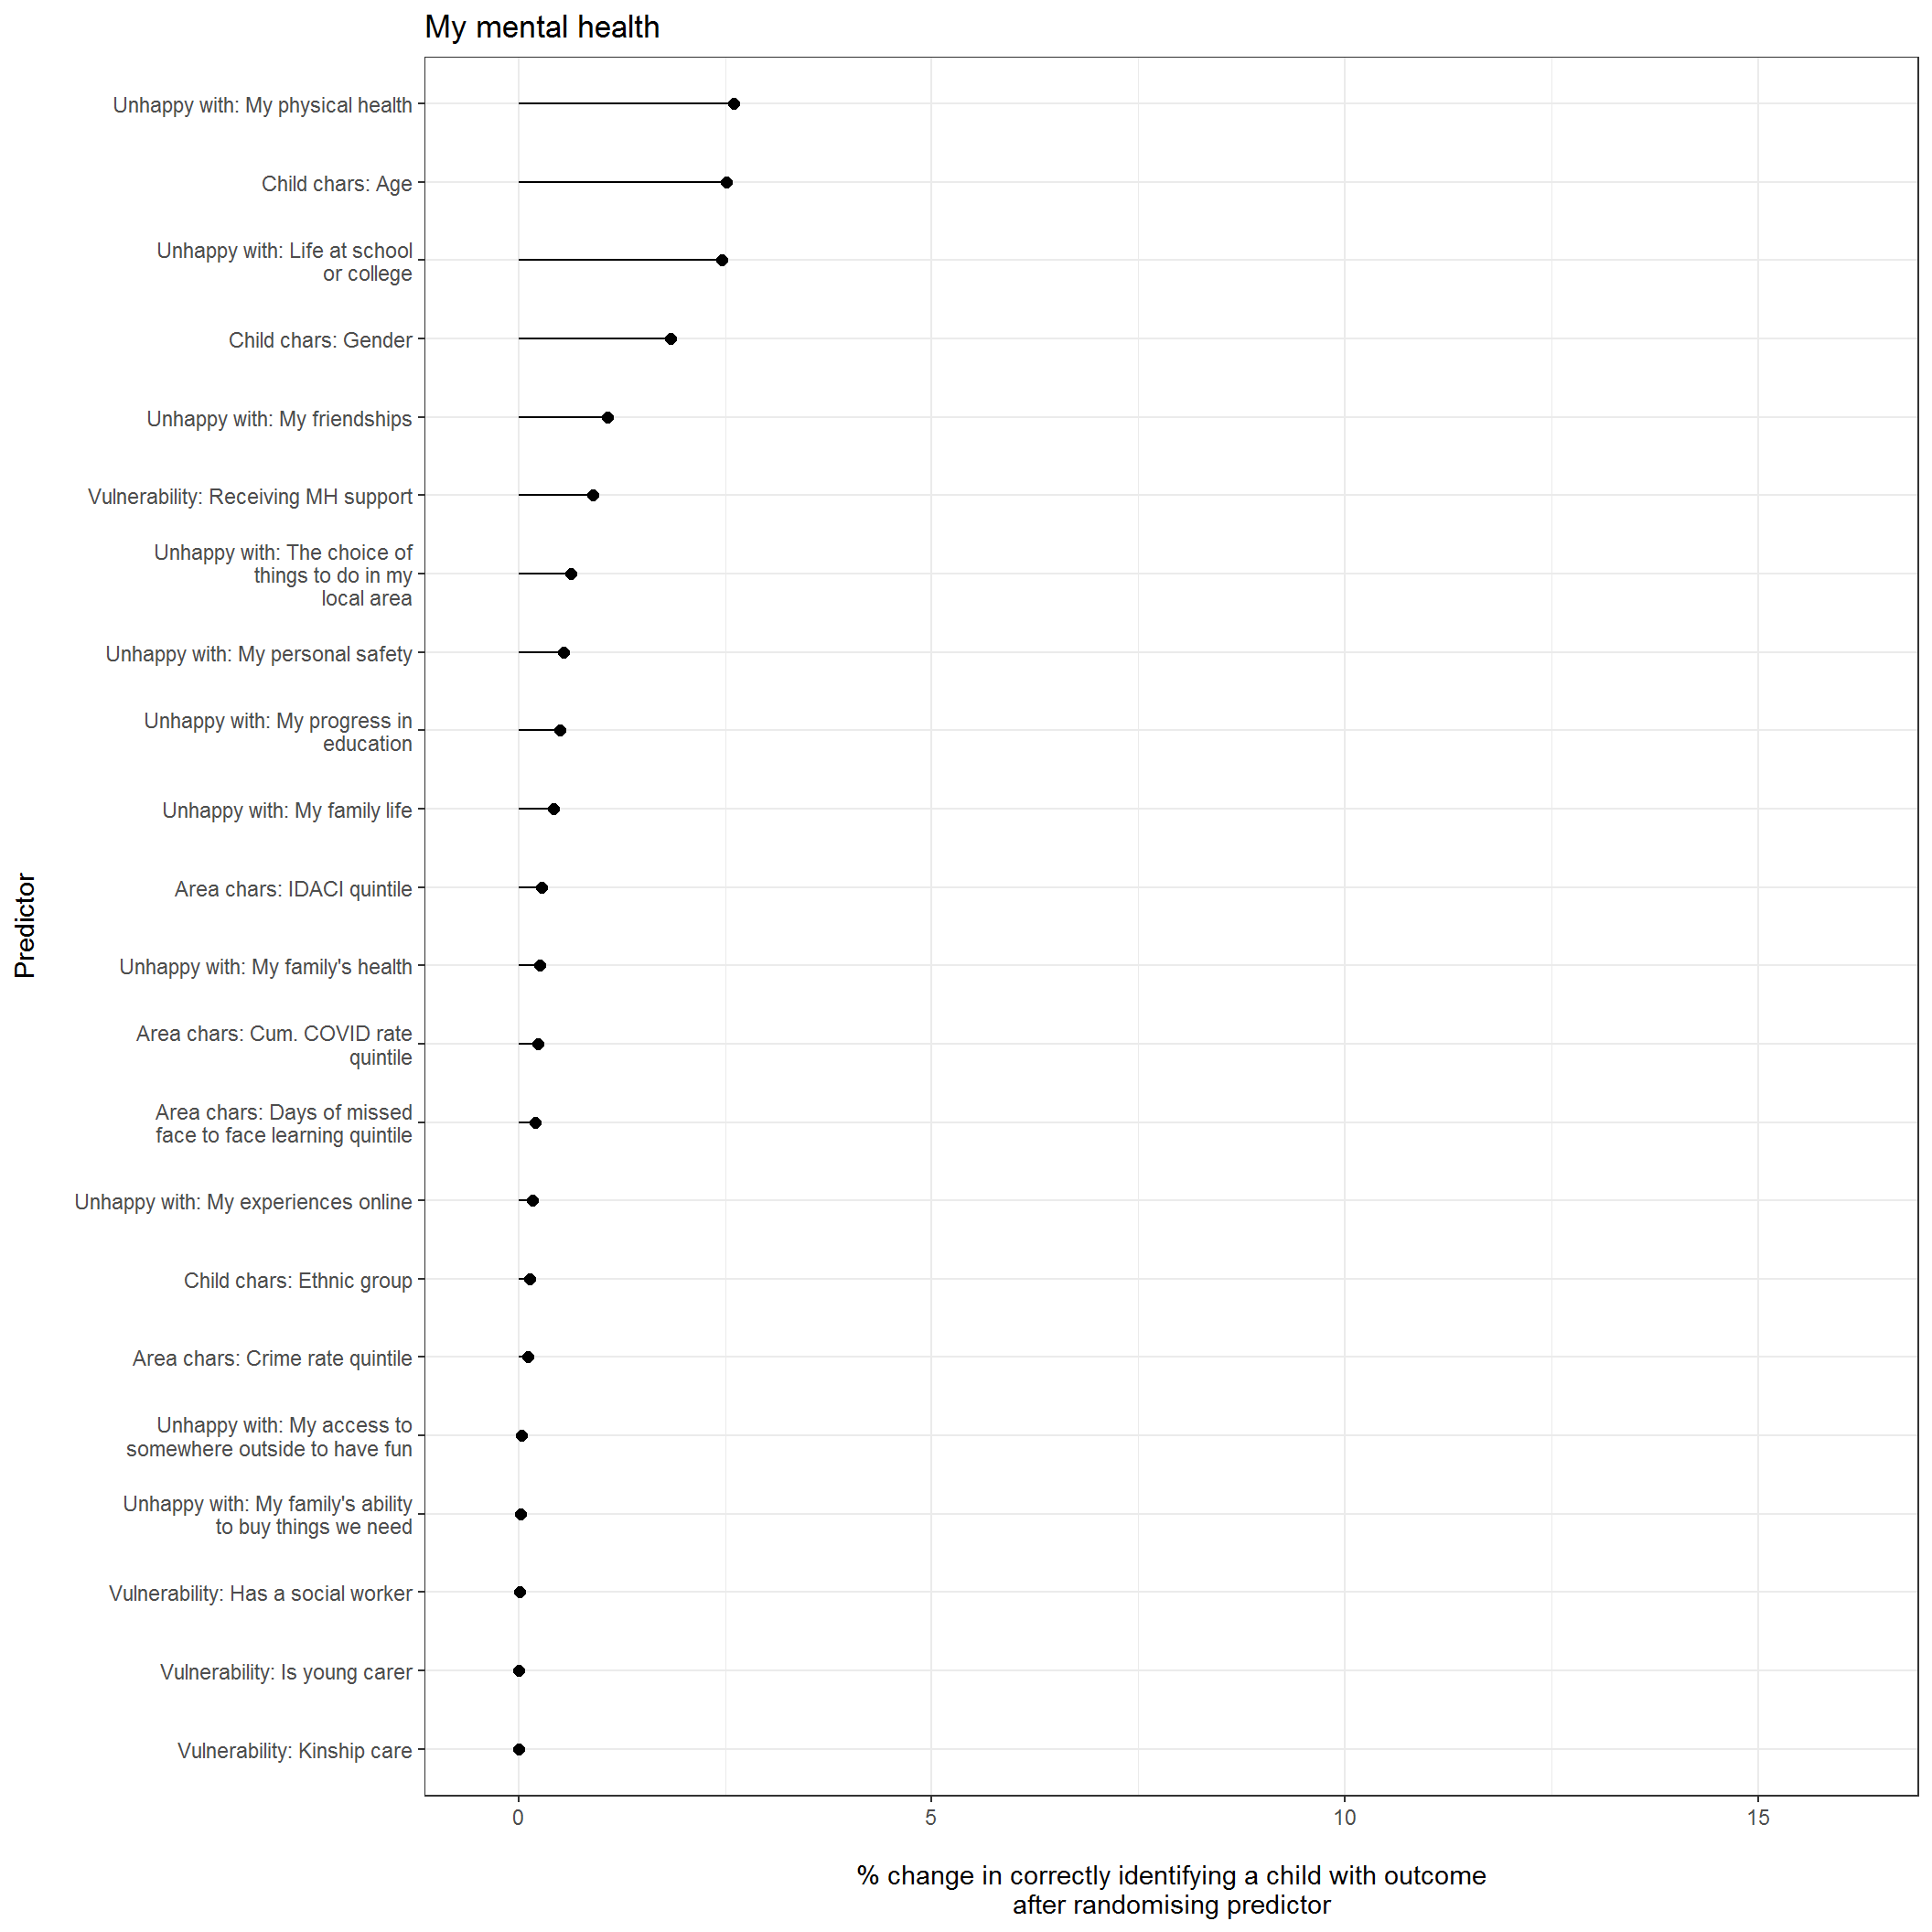 My mental health
Unhappy with: My physical health
Child chars: Age
Unhappy with: Life at school
or college
Child chars: Gender
Unhappy with: My friendships
Vulnerability: Receiving MH support
Unhappy with: The choice of
things to do in my
local area
Unhappy with: My personal safety
Unhappy with: My progress in
education
Unhappy with: My family life
Area chars: IDACI quintile
Unhappy with: My family's health
Area chars: Cum. COVID rate
quintile
Area chars: Days of missed
face to face learning quintile
Unhappy with: My experiences online
Child chars: Ethnic group
Area chars: Crime rate quintile
Unhappy with: My access to
somewhere outside to have fun
Unhappy with: My family's ability
to buy things we need
Vulnerability: Has a social worker
Vulnerability: Is young carer
Vulnerability: Kinship care
Predictor
0 5 10 15
% change in correctly identifying a child with outcome
after randomising predictor